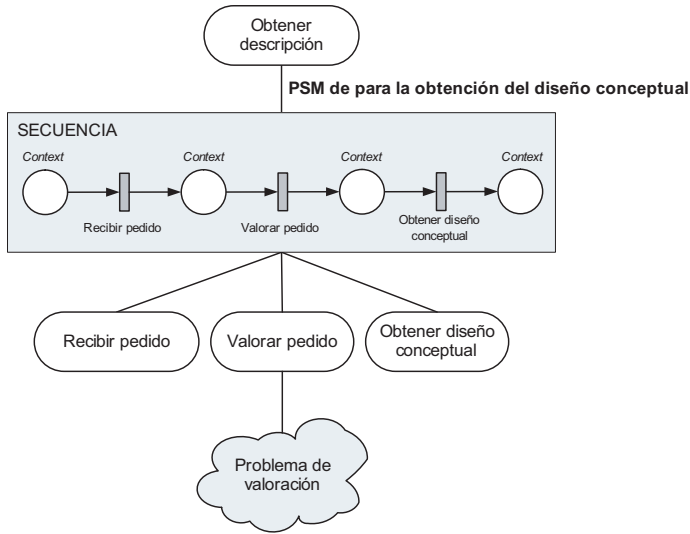 Obtener
descripción
PSM de para la obtención del diseño conceptual
SECUENCIA
Context
Context
Context
Context
Recibir pedido
Valorar pedido
Obtener diseño
conceptual
Recibir pedido
Valorar pedido
Obtener diseño
conceptual
Problema de
valoración